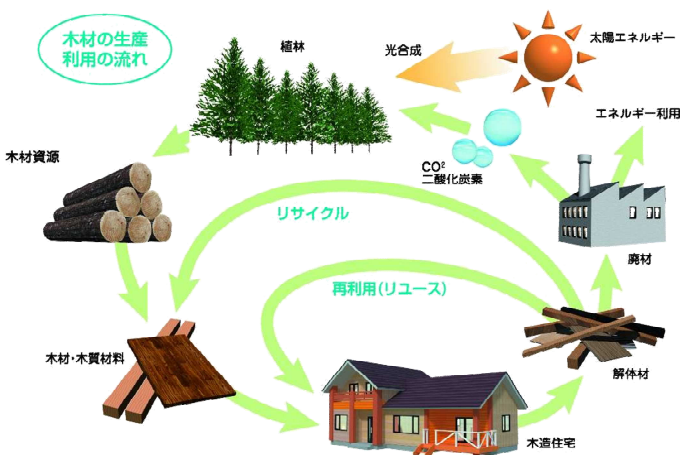 木材の生産
利用の流れ
植林
光合成
太陽エネルギー
エネルギー利用
木材資源
CO²
二酸化炭素
リサイクル
廃材
再利用(リユース)
木材・木質材料
解体材
木造住宅